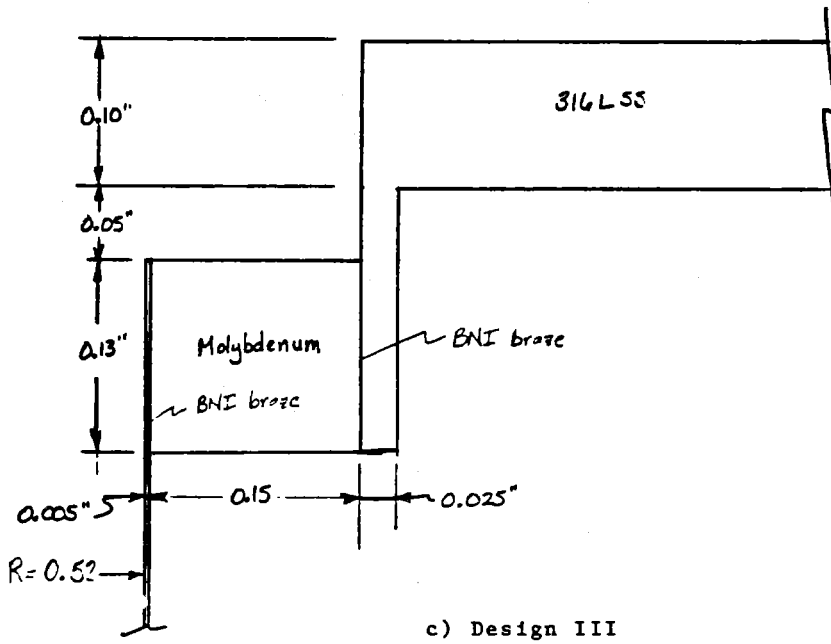 0.10"
316L SS
0.05"
0.13"
Molybdenum
BNI braze
BNI braze
0.005"
0.15
0.025"
R= 0.52
c) Design III